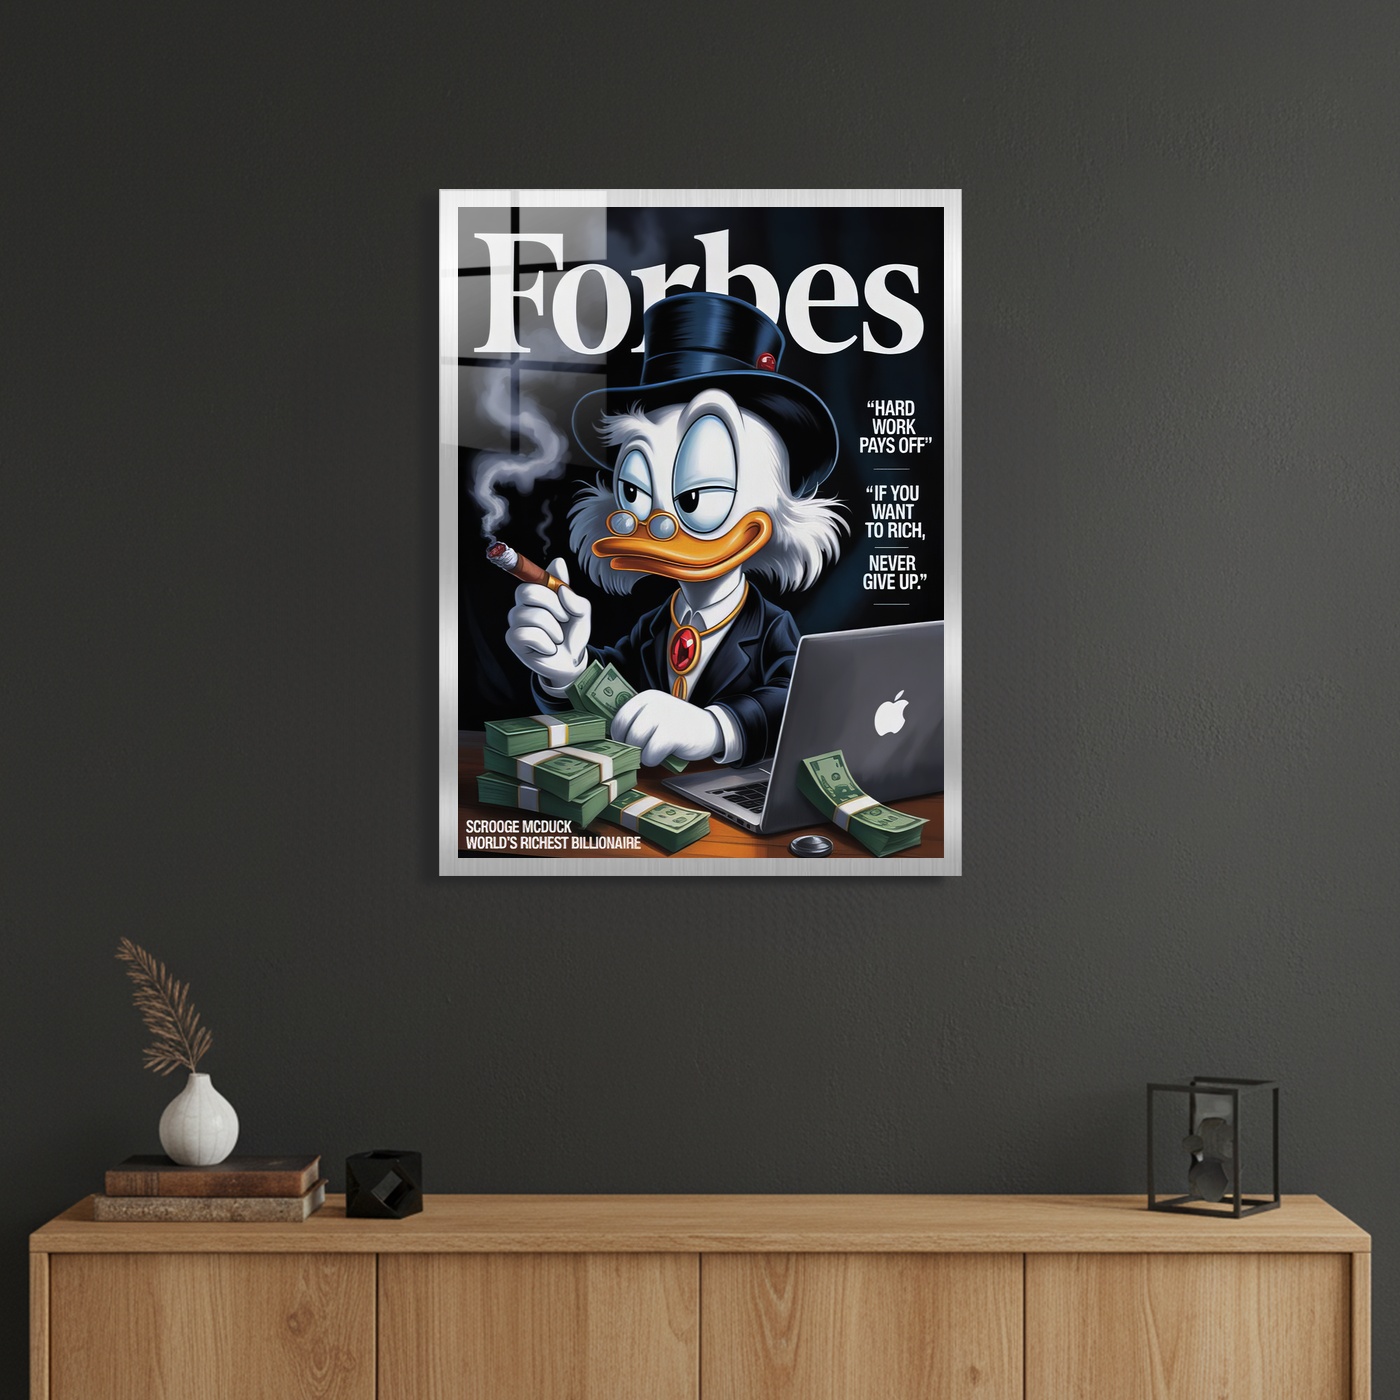 Forbes
“HARD
WORK
PAYS OFF”
“IF YOU
WANT
TO RICH,
NEVER
GIVE UP.”
SCROOGE MCDUCK
WORLD'S RICHEST BILLIONAIRE